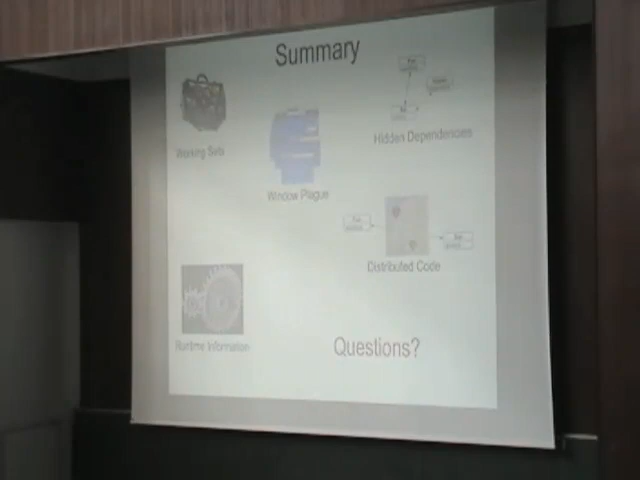 Summary
Working Sets
Window Plague
Hidden Dependencies
Distributed Code
Runtime Information
Questions?